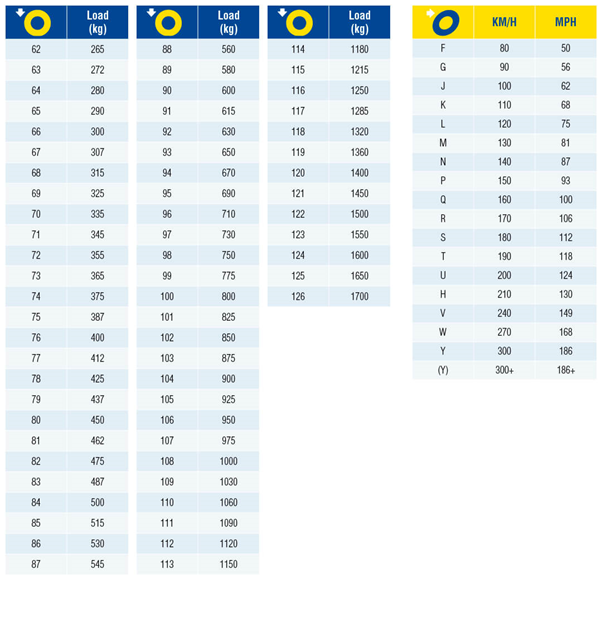 Load (kg)
62 265
63 272
64 280
65 290
66 300
67 307
68 315
69 325
70 335
71 345
72 355
73 365
74 375
75 387
76 400
77 412
78 425
79 437
80 450
81 462
82 475
83 487
84 500
85 515
86 530
87 545
Load (kg)
88 560
89 580
90 600
91 615
92 630
93 650
94 670
95 690
96 710
97 730
98 750
99 775
100 800
101 825
102 850
103 875
104 900
105 925
106 950
107 975
108 1000
109 1030
110 1060
111 1090
112 1120
113 1150
Load (kg)
114 1180
115 1215
116 1250
117 1285
118 1320
119 1360
120 1400
121 1450
122 1500
123 1550
124 1600
125 1650
126 1700
KM/H MPH
F 80 50
G 90 56
J 100 62
K 110 68
L 120 75
M 130 81
N 140 87
P 150 93
Q 160 100
R 170 106
S 180 112
T 190 118
U 200 124
H 210 130
V 240 149
W 270 168
Y 300 186
(Y) 300+ 186+